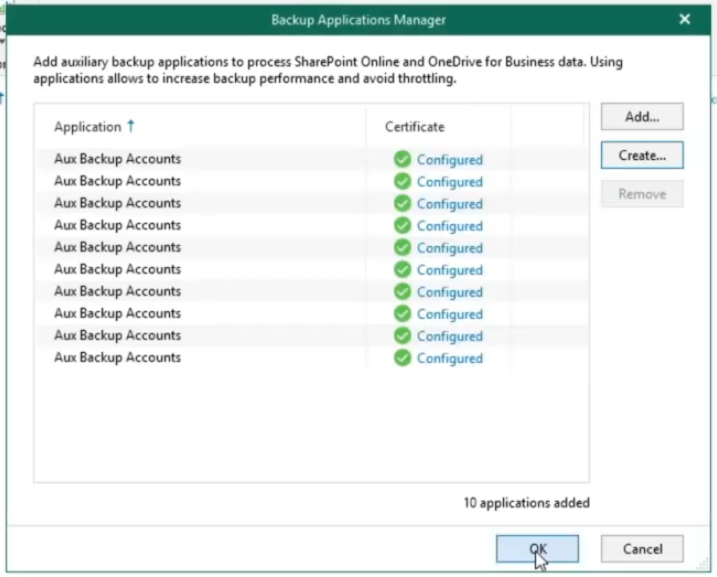 Backup Applications Manager
Add auxiliary backup applications to process SharePoint Online and OneDrive for Business data. Using
applications allows to increase backup performance and avoid throttling.
Application Certificate
Aux Backup Accounts Configured
Aux Backup Accounts Configured
Aux Backup Accounts Configured
Aux Backup Accounts Configured
Aux Backup Accounts Configured
Aux Backup Accounts Configured
Aux Backup Accounts Configured
Aux Backup Accounts Configured
Aux Backup Accounts Configured
Aux Backup Accounts Configured
Add...
Create...
Remove
10 applications added
OK Cancel